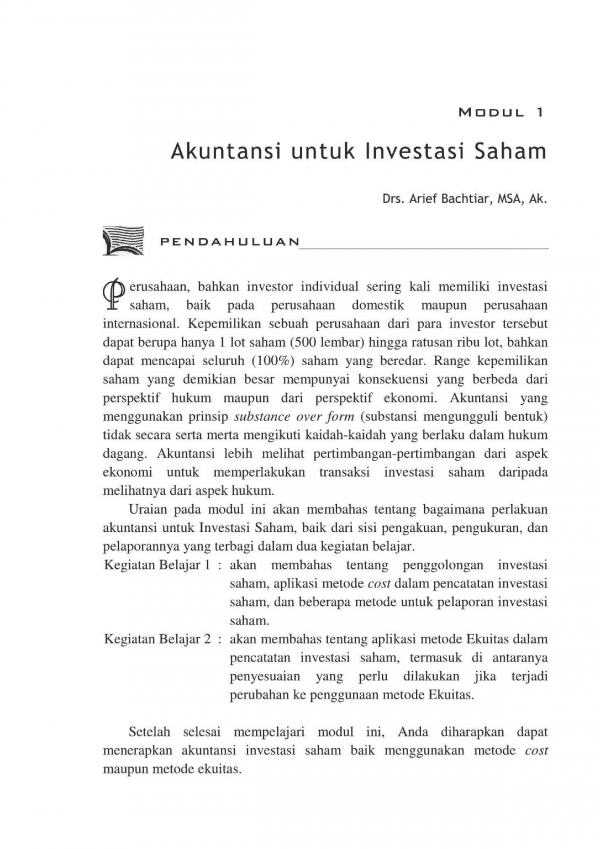 Modul 1
Akuntansi untuk Investasi Saham
Drs. Arief Bachtiar, MSA, Ak.
PENDAHULUAN
Perusahaan, bahkan investor individual sering kali memiliki investasi
saham, baik pada perusahaan domestik maupun perusahaan
internasional. Kepemilikan sebuah perusahaan dari para investor tersebut
dapat berupa hanya 1 lot saham (500 lembar) hingga ratusan ribu lot, bahkan
dapat mencapai seluruh (100%) saham yang beredar. Range kepemilikan
saham yang demikian besar mempunyai konsekuensi yang berbeda dari
perspektif hukum maupun dari perspektif ekonomi. Akuntansi yang
menggunakan prinsip substance over form (substansi mengungguli bentuk)
tidak secara serta merta mengikuti kaidah-kaidah yang berlaku dalam hukum
dagang. Akuntansi lebih melihat pertimbangan-pertimbangan dari aspek
ekonomi untuk memperlakukan transaksi investasi saham daripada
melihatnya dari aspek hukum.
Uraian pada modul ini akan membahas tentang bagaimana perlakuan
akuntansi untuk Investasi Saham, baik dari sisi pengakuan, pengukuran, dan
pelaporannya yang terbagi dalam dua kegiatan belajar.
Kegiatan Belajar 1 : akan membahas tentang penggolongan investasi
saham, aplikasi metode cost dalam pencatatan investasi
saham, dan beberapa metode untuk pelaporan investasi
saham.
Kegiatan Belajar 2 : akan membahas tentang aplikasi metode Ekuitas dalam
pencatatan investasi saham, termasuk di antaranya
penyesuaian yang perlu dilakukan jika terjadi
perubahan ke penggunaan metode Ekuitas.
Setelah selesai mempelajari modul ini, Anda diharapkan dapat
menerapkan akuntansi investasi saham baik menggunakan metode cost
maupun metode ekuitas.